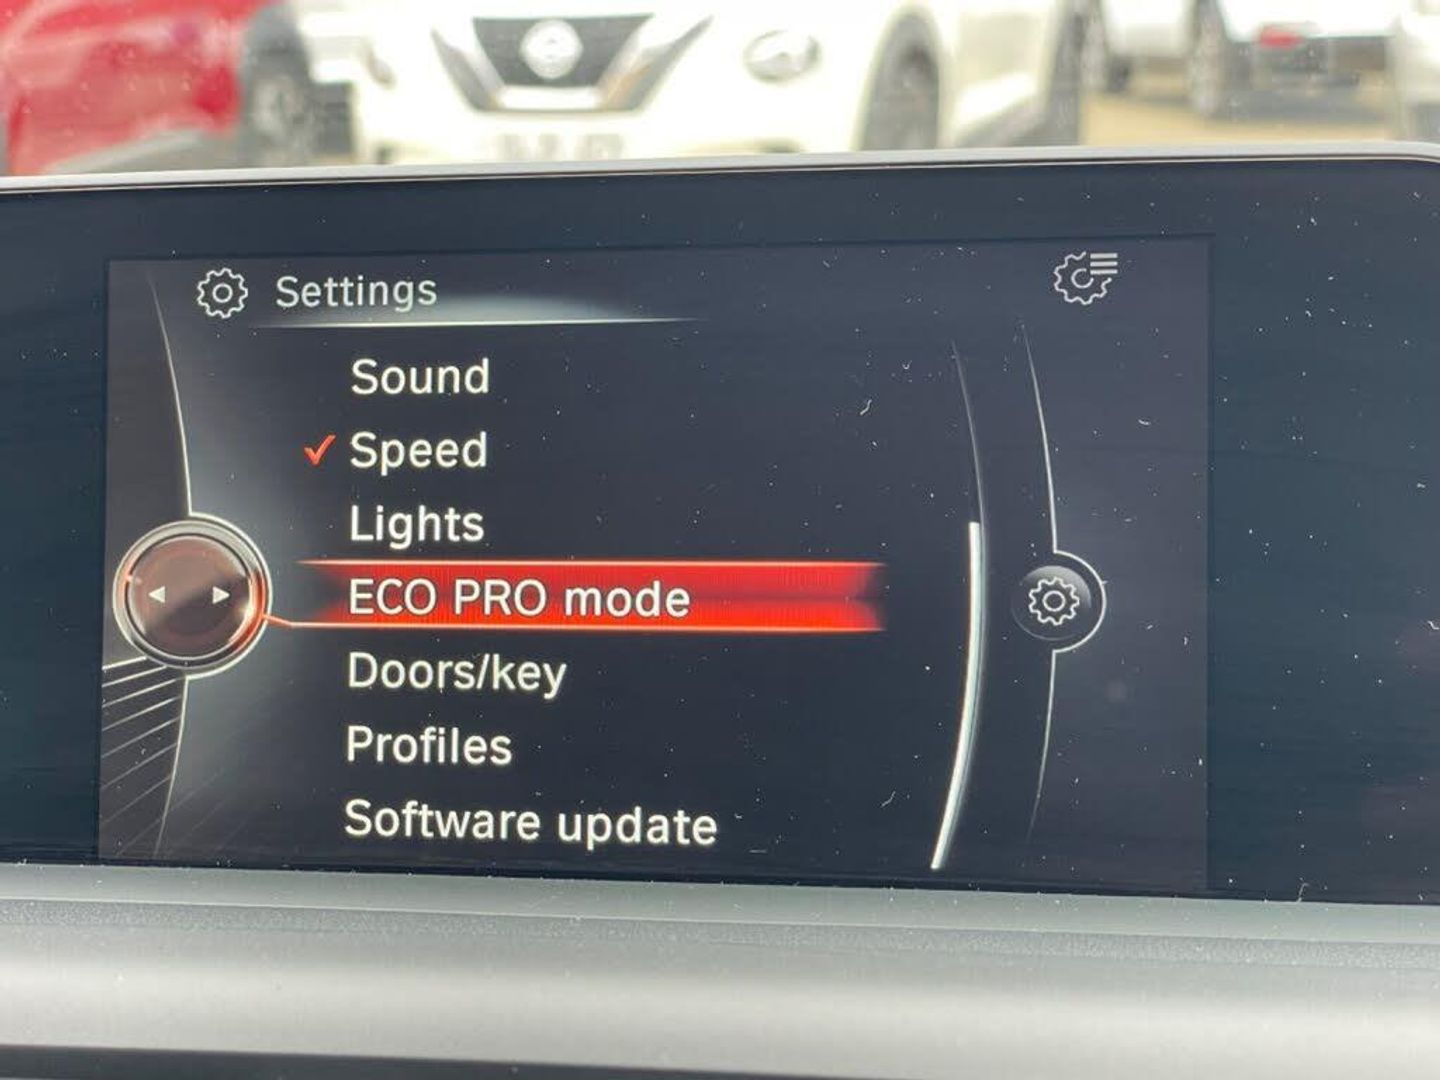 Settings
Sound
Speed
Lights
ECO PRO mode
Doors/key
Profiles
Software update